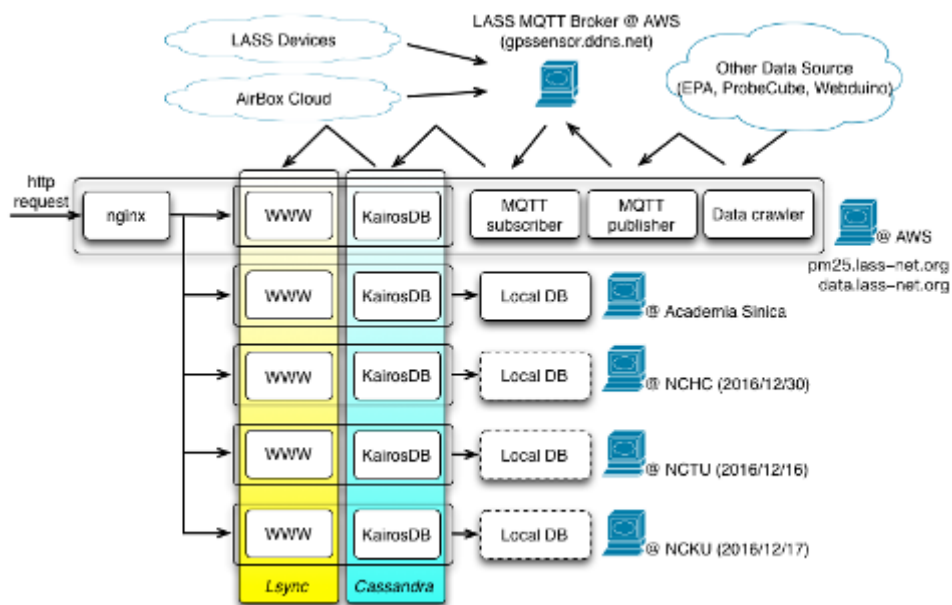 LASS Devices
LASS MQTT Broker @ AWS
(gpssensor.ddns.net)
AirBox Cloud
Other Data Source
(EPA, ProbeCube, Webduino)
http
request
nginx
WWW
KairosDB
MQTT
subscriber
MQTT
publisher
Data crawler
@ AWS
pm25.lass-net.org
data.lass-net.org
WWW
KairosDB
Local DB
@ Academia Sinica
WWW
KairosDB
Local DB
@ NCHC (2016/12/30)
WWW
KairosDB
Local DB
@ NCTU (2016/12/16)
WWW
KairosDB
Local DB
@ NCKU (2016/12/17)
Lsync
Cassandra